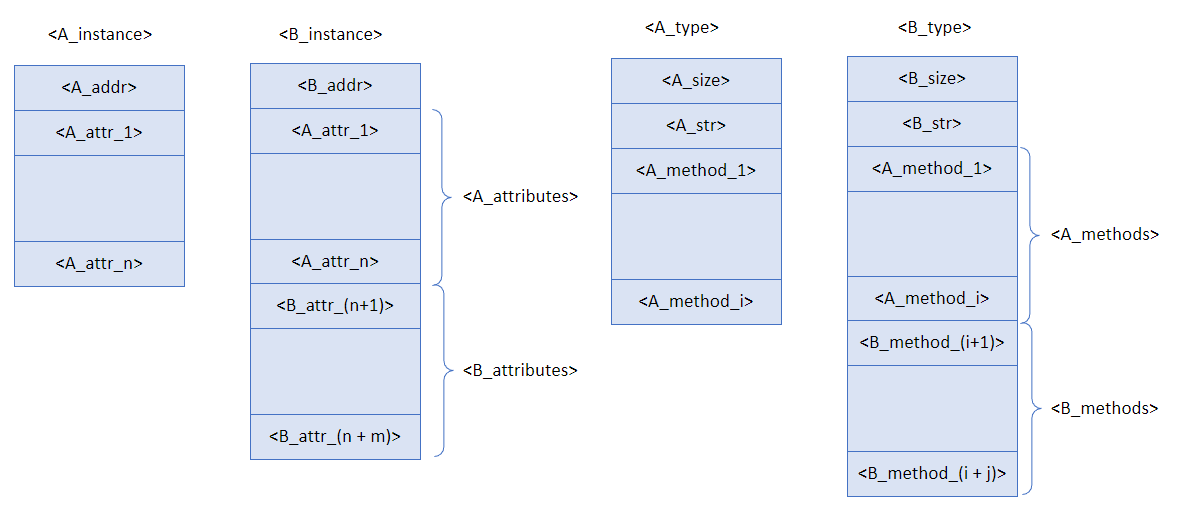 <A_instance>
<A_addr>
<A_attr_1>
<A_attr_n>
<B_instance>
<B_addr>
<A_attr_1>
<A_attr_n>
<B_attr_(n+1)>
<B_attr_(n + m)>
<A_attributes>
<B_attributes>
<A_type>
<A_size>
<A_str>
<A_method_1>
<A_method_i>
<B_type>
<B_size>
<B_str>
<A_method_1>
<A_method_i>
<B_method_(i+1)>
<B_method_(i + j)>
<A_methods>
<B_methods>